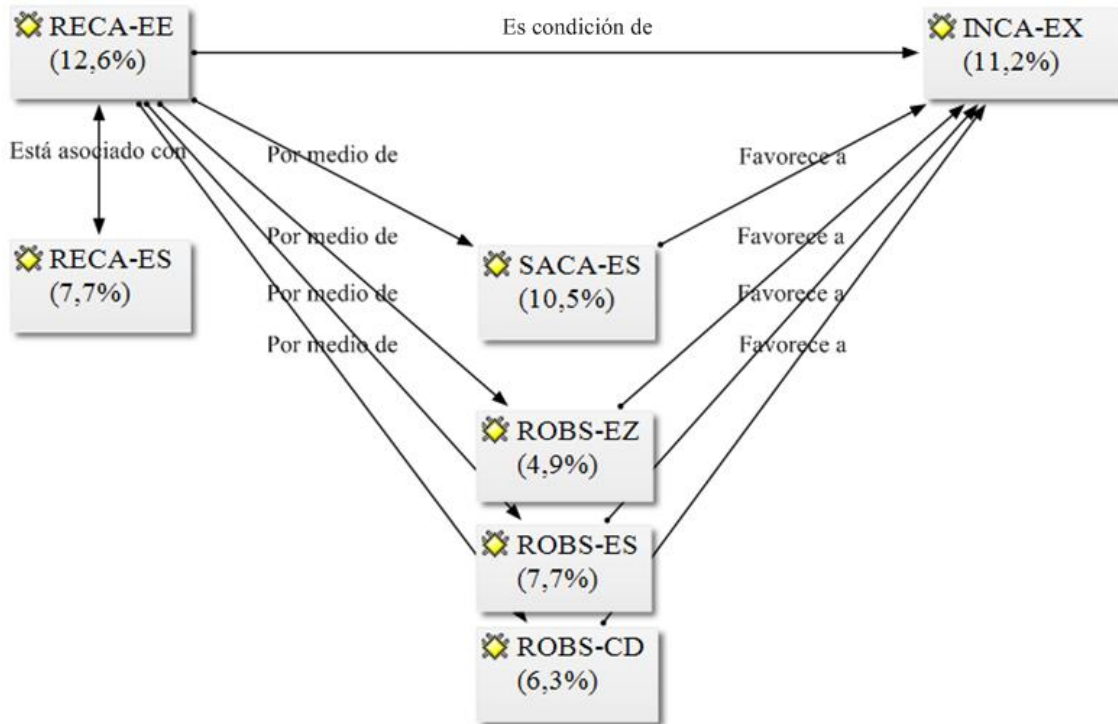 RECA-EE
(12,6%)
Es condición de
INCA-EX
(11,2%)
Está asociado con
Por medio de
Favorece a
RECA-ES
(7,7%)
Por medio de
Favorece a
SACA-ES
(10,5%)
Por medio de
Favorece a
Por medio de
Favorece a
ROBS-EZ
(4,9%)
ROBS-ES
(7,7%)
ROBS-CD
(6,3%)